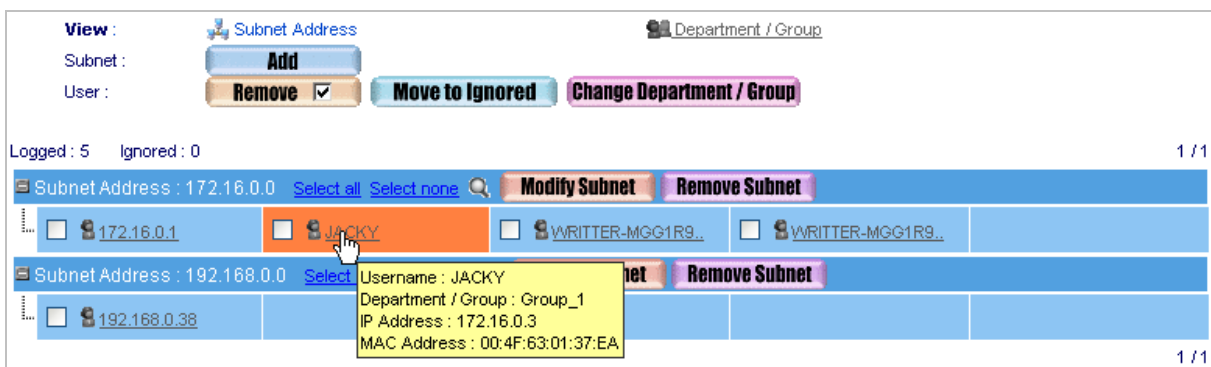 View : Subnet Address Department / Group
Subnet : Add
User : Remove Move to Ignored Change Department / Group
Logged : 5 Ignored : 0 1 / 1
Subnet Address : 172.16.0.0 Select all Select none Modify Subnet Remove Subnet
172.16.0.1 JACKY WRITTER-MGG1R9.. WRITTER-MGG1R9..
Subnet Address : 192.168.0.0 Select Remove Subnet
Username : JACKY
Department / Group : Group_1
192.168.0.38 IP Address : 172.16.0.3
MAC Address : 00:4F:63:01:37:EA
1 / 1